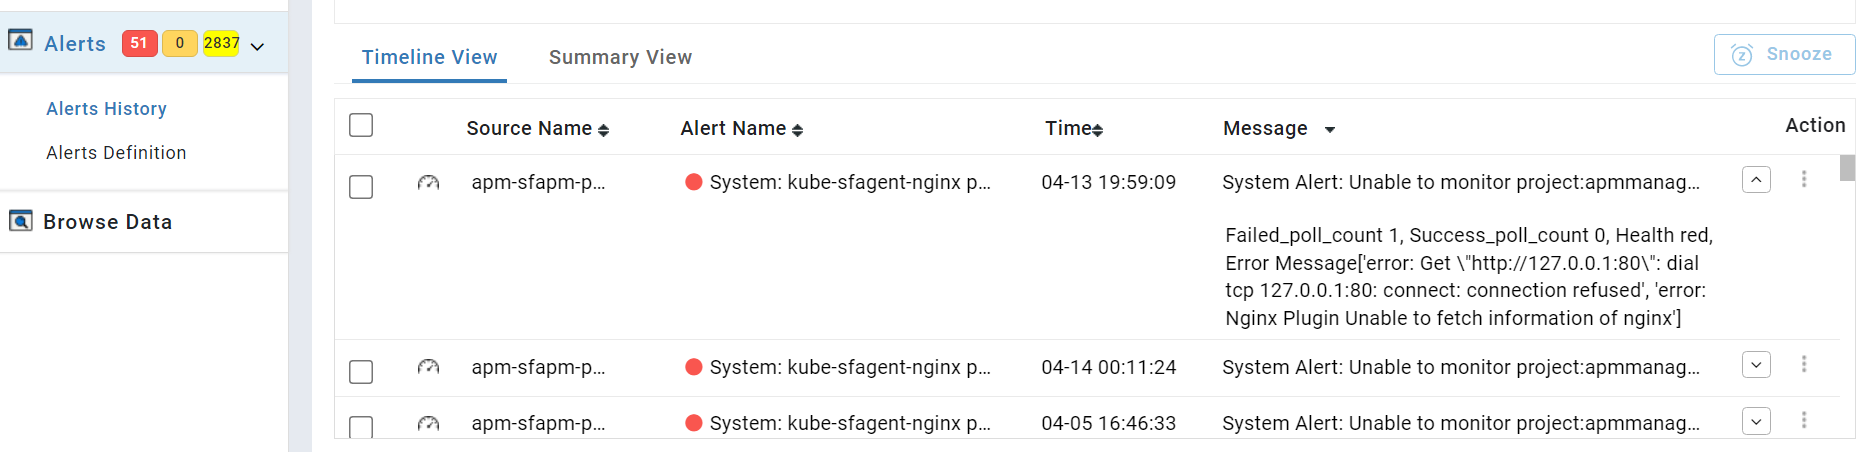 Alerts 51 0 2837
Alerts History
Alerts Definition
Browse Data
Timeline View Summary View
Snooze
Source Name Alert Name Time Message Action
apm-sfapm-p... System: kube-sfagent-nginx p... 04-13 19:59:09 System Alert: Unable to monitor project:apmmanag...
Failed_poll_count 1, Success_poll_count 0, Health red,
Error Message['error: Get \"http://127.0.0.1:80\": dial
tcp 127.0.0.1:80: connect: connection refused', 'error:
Nginx Plugin Unable to fetch information of nginx']
apm-sfapm-p... System: kube-sfagent-nginx p... 04-14 00:11:24 System Alert: Unable to monitor project:apmmanag...
apm-sfapm-p... System: kube-sfagent-nginx p... 04-05 16:46:33 System Alert: Unable to monitor project:apmmanag...